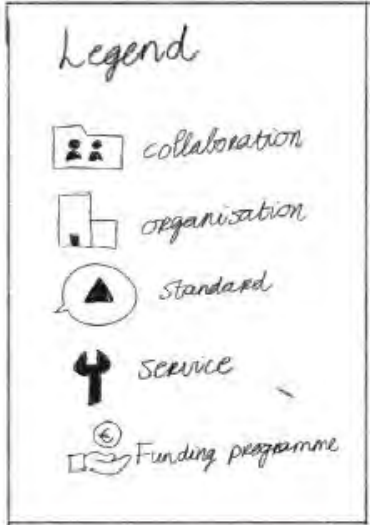 Legend
collaboration
organisation
standard
service
€
Funding programme